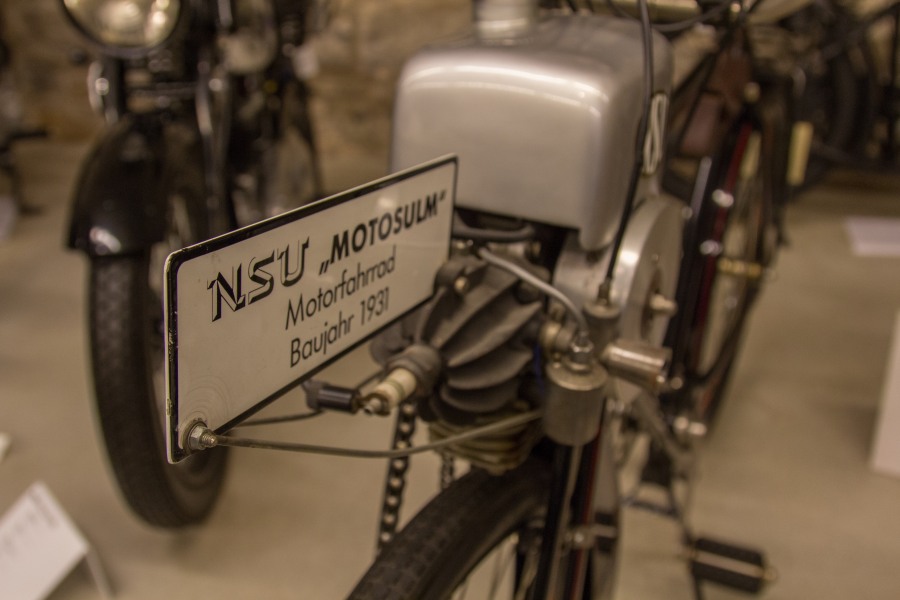 NSU „MOTOSULM“
Motorfahrrad
Baujahr 1931